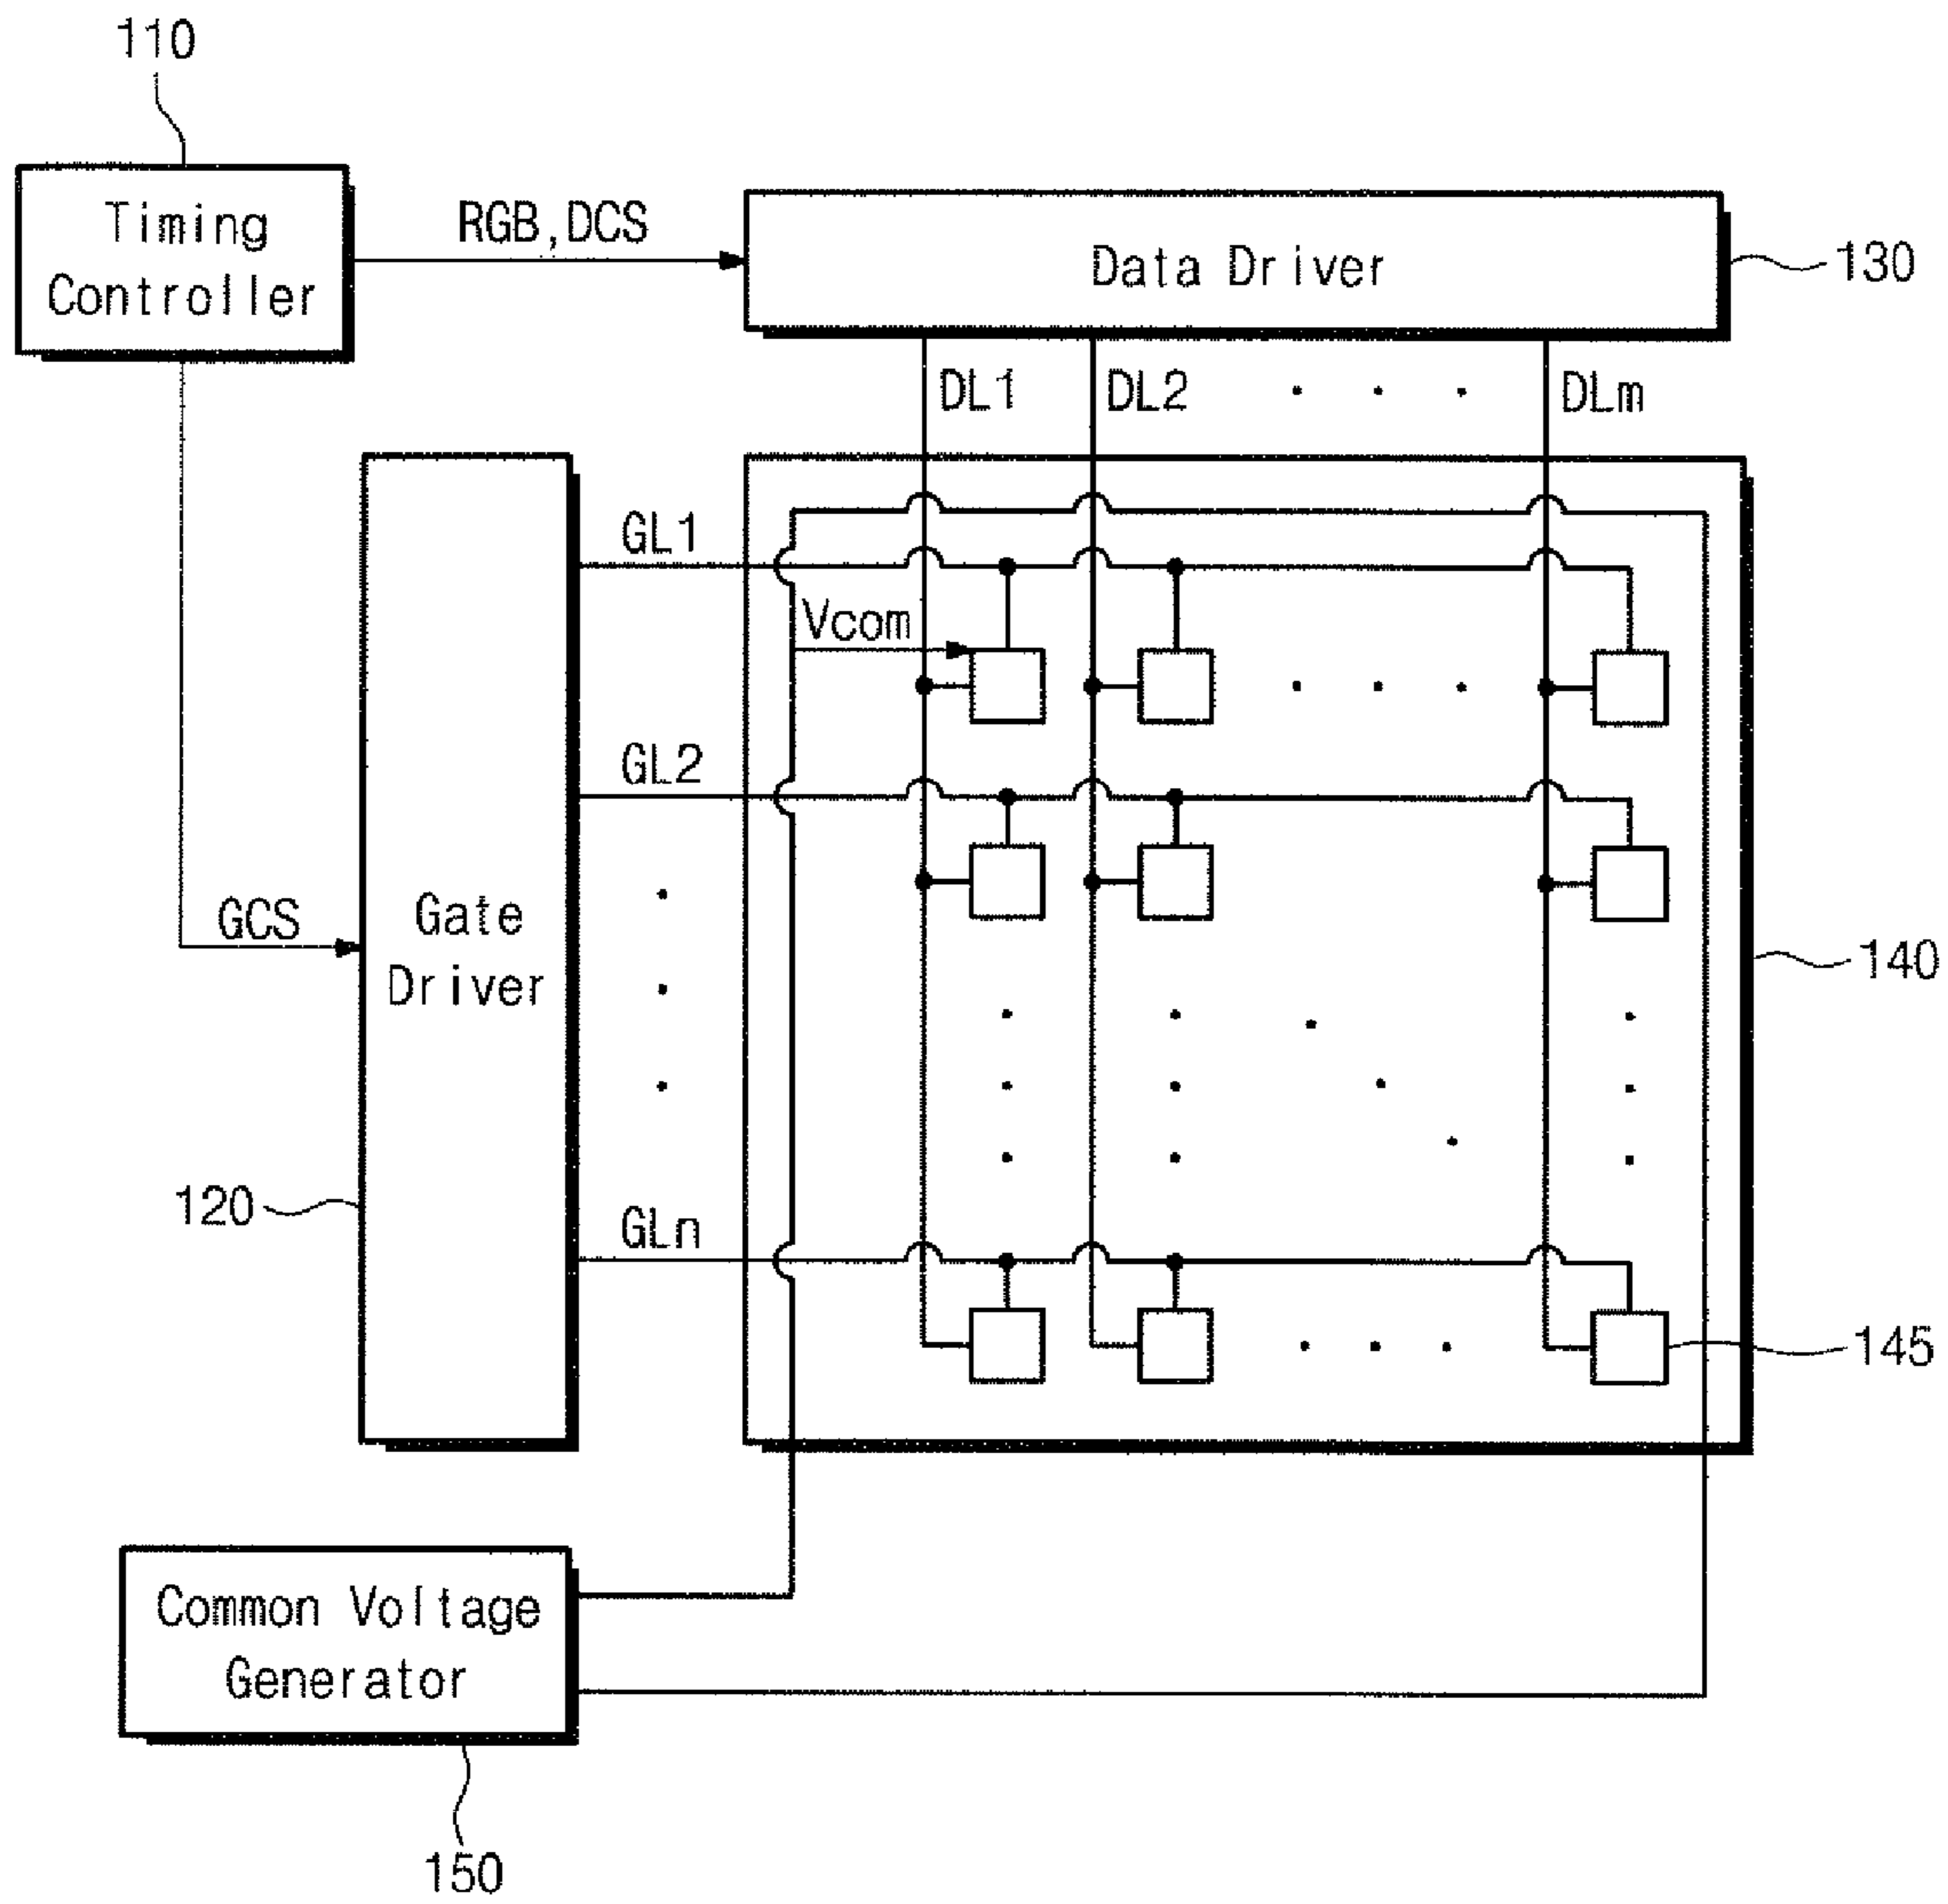 110
Timing
Controller
RGB,DCS
Data Driver
130
DL1
DL2
DLm
GL1
Vcom
GL2
GCS
Gate
Driver
140
120
GLn
145
Common Voltage
Generator
150